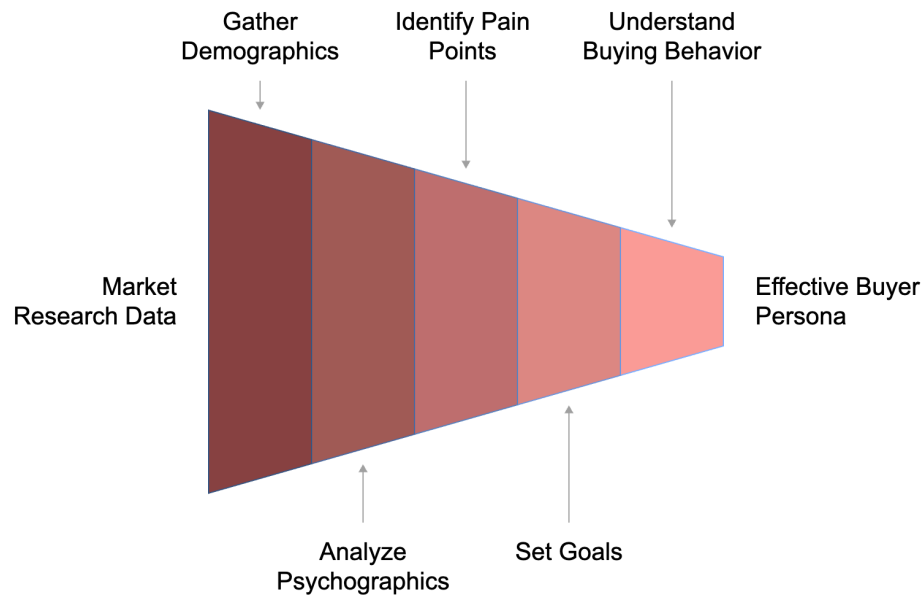 Gather
Demographics
Identify Pain
Points
Understand
Buying Behavior
Market
Research Data
Effective Buyer
Persona
Analyze
Psychographics
Set Goals